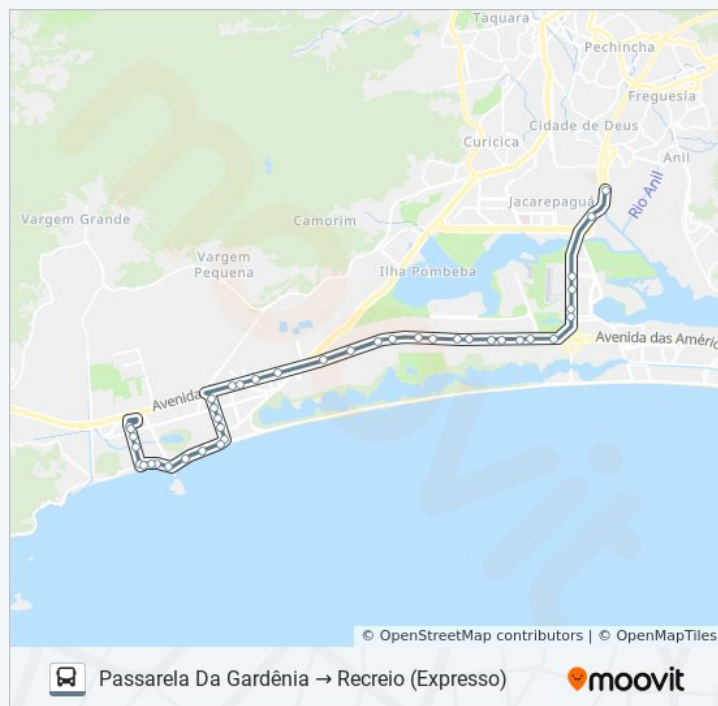 Taquara
Pechincha
Freguesia
Cidade de Deus
Curicica
Anil
Rio Anil
Jacarepaguá
Vargem Grande
Camorim
Vargem
Pequena
Ilha Pombeba
Avenida das Améric
Avenida
moovit
© OpenStreetMap contributors | © OpenMapTiles
Passarela Da Gardênia → Recreio (Expresso)
moovit